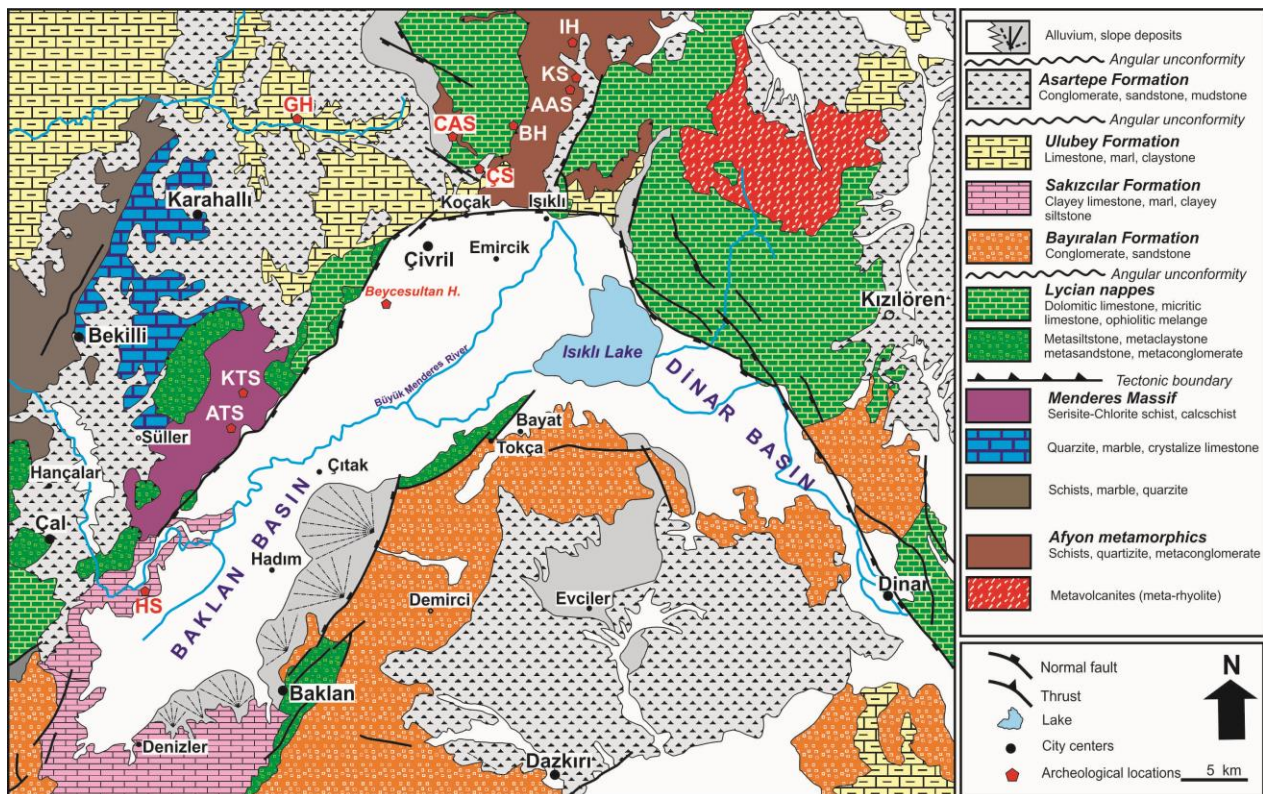 IH
KS
AAS
GH
CAS
BH
ÇS
Karahallı
Koçak
Işıklı
Çivril
Emircik
Beycesultan H.
Kızılören
Bekilli
Isıklı Lake
KTS
Büyük Menderes River
DİNAR BASIN
ATS
Süller
Bayat
Tokça
Hançalar
Çıtak
Çal
BAKLAN BASIN
Hadım
HS
Demirci
Evciler
Dinar
Baklan
Denizler
Dazkırı
Alluvium, slope deposits
Angular unconformity
Asartepe Formation
Conglomerate, sandstone, mudstone
Angular unconformity
Ulubey Formation
Limestone, marl, claystone
Sakızcılar Formation
Clayey limestone, marl, clayey
siltstone
Bayıralan Formation
Conglomerate, sandstone
Angular unconformity
Lycian nappes
Dolomitic limestone, micritic
limestone, ophiolitic melange
Metasiltstone, metaclaystone
metasandstone, metaconglomerate
Tectonic boundary
Menderes Massif
Serisite-Chlorite schist, calcschist
Quarzite, marble, crystalize limestone
Schists, marble, quarzite
Afyon metamorphics
Schists, quartizite, metaconglomerate
Metavolcanites (meta-rhyolite)
Normal fault
Thrust
Lake
City centers
Archeological locations
N
5 km